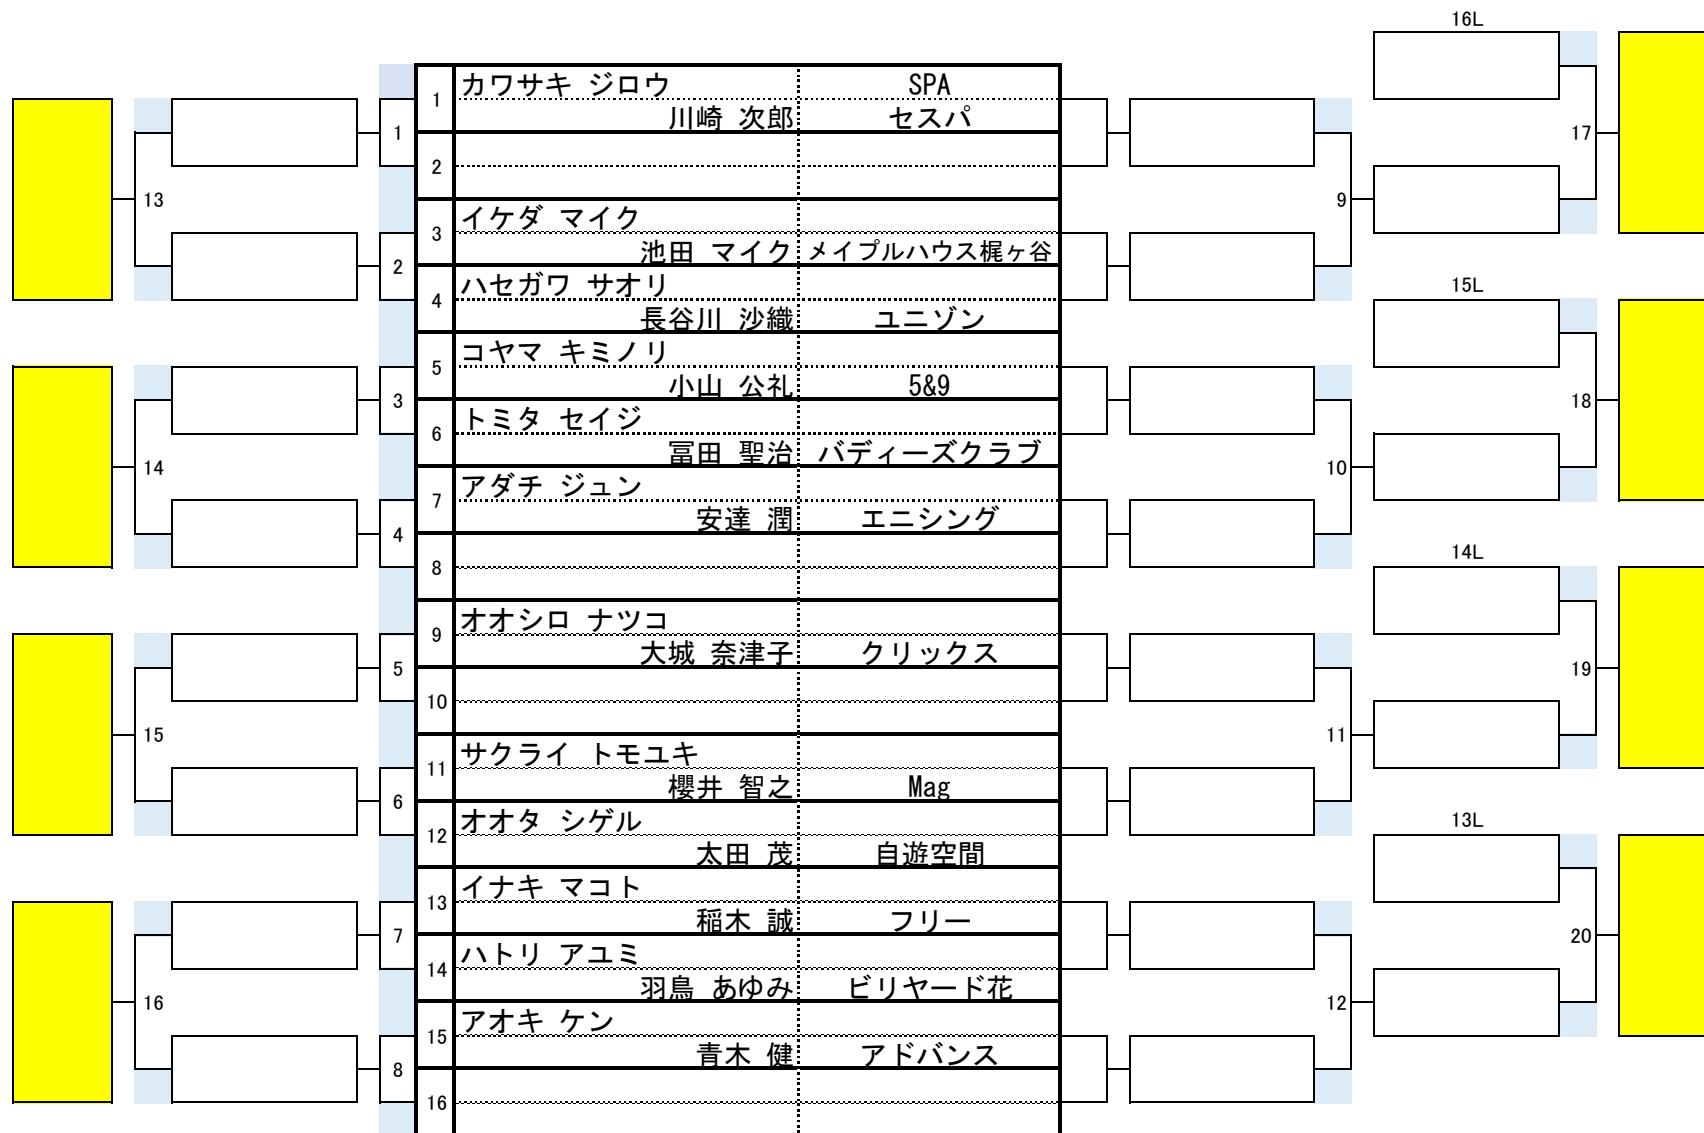 16L
1 カワサキ ジロウ SPA
川崎 次郎 セスパ
1 17
2
13 9
3 イケダ マイク
池田 マイク メイプルハウス梶ヶ谷
2
4 ハセガワ サオリ 15L
長谷川 沙織 ユニゾン
5 コヤマ キミノリ
小山 公礼 5&9
3 18
6 トミタ セイジ
冨田 聖治 バディーズクラブ
14 10
7 アダチ ジュン
安達 潤 エニシング
4
14L
8
9 オオシロ ナツコ
大城 奈津子 クリックス
5 19
10
15 11
11 サクライ トモユキ
櫻井 智之 Mag
6
12 オオタ シゲル 13L
太田 茂 自遊空間
13 イナキ マコト
稲木 誠 フリー
7 20
14 ハトリ アユミ
羽鳥 あゆみ ビリヤード花
16 12
15 アオキ ケン
青木 健 アドバンス
8
16